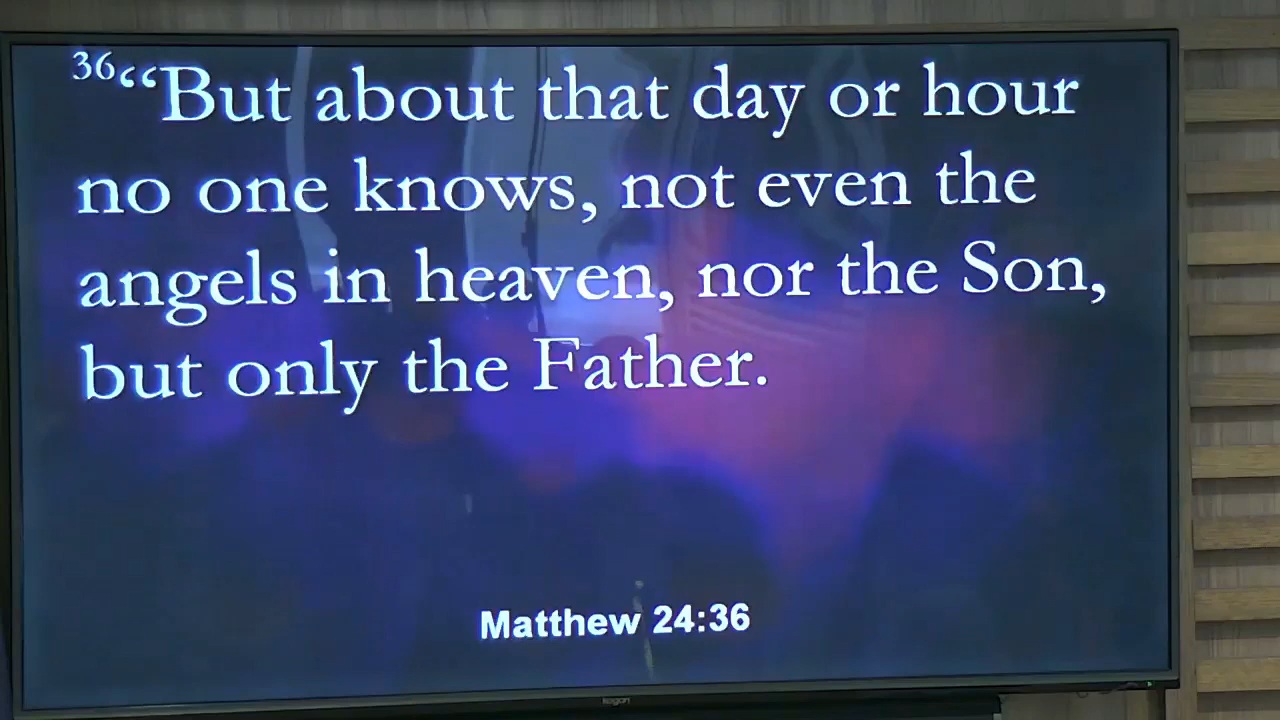 36“But about that day or hour
no one knows, not even the
angels in heaven, nor the Son,
but only the Father.
Matthew 24:36